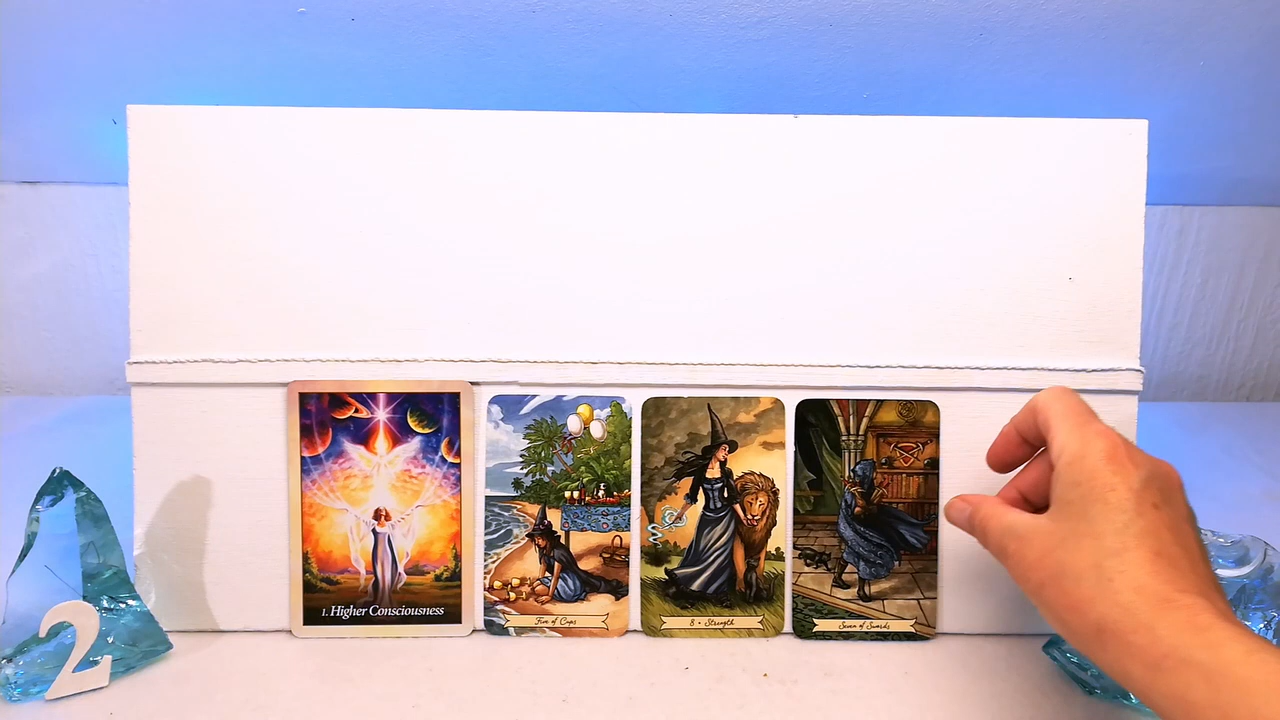 1. Higher Consciousness
Five of Cups
8 • Strength
Seven of Swords
2